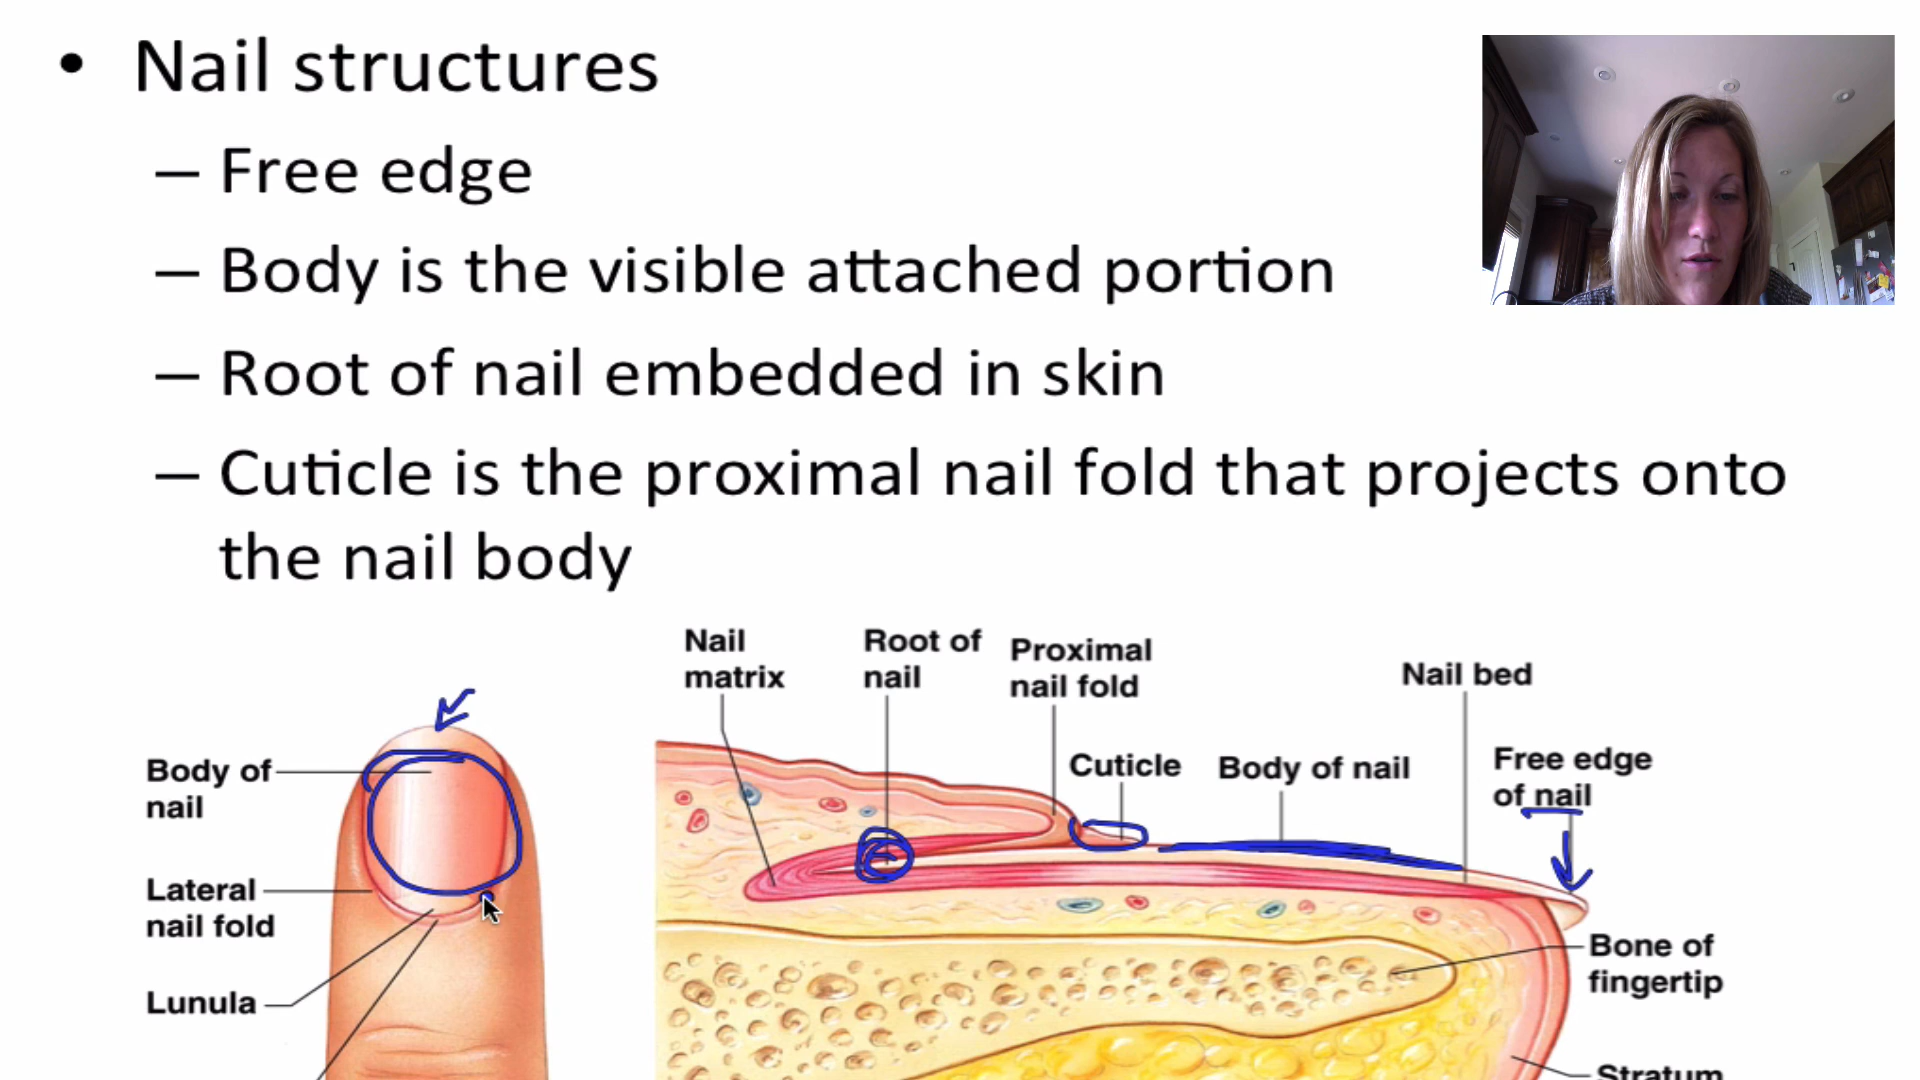 • Nail structures
– Free edge
– Body is the visible attached portion
– Root of nail embedded in skin
– Cuticle is the proximal nail fold that projects onto
the nail body
Nail
matrix
Root of
nail
Proximal
nail fold
Nail bed
Cuticle
Body of nail
Free edge
of nail
Body of
nail
Lateral
nail fold
Lunula
Bone of
fingertip
Stratum